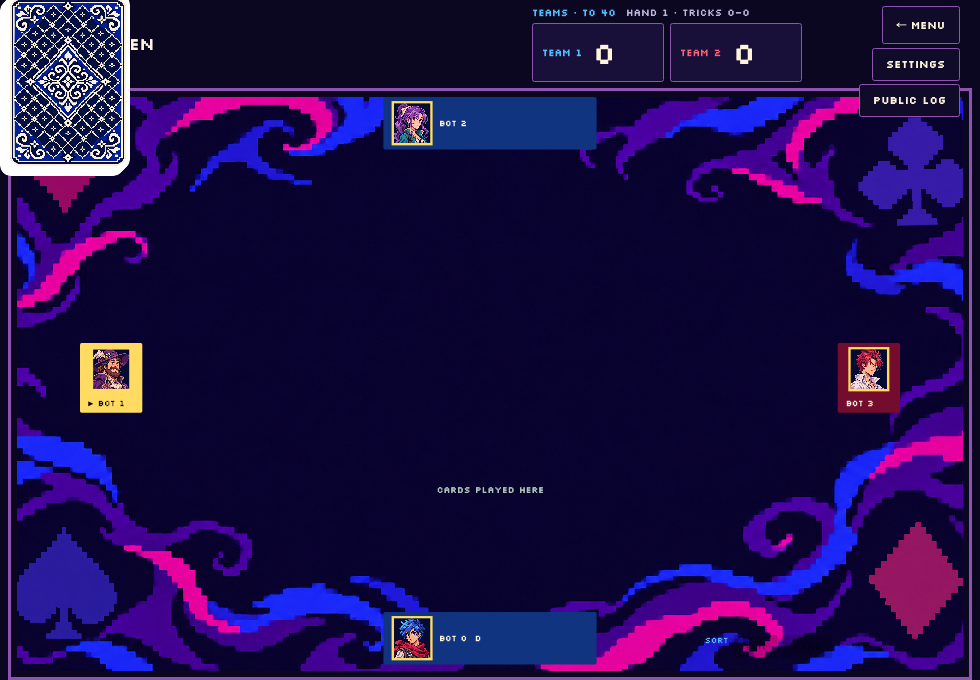 TEAMS · TO 40 HAND 1 · TRICKS 0–0
← MENU
EN
TEAM 1 0
TEAM 2 0
SETTINGS
PUBLIC LOG
BOT 2
▶ BOT 1
BOT 3
CARDS PLAYED HERE
BOT 0 D
SORT